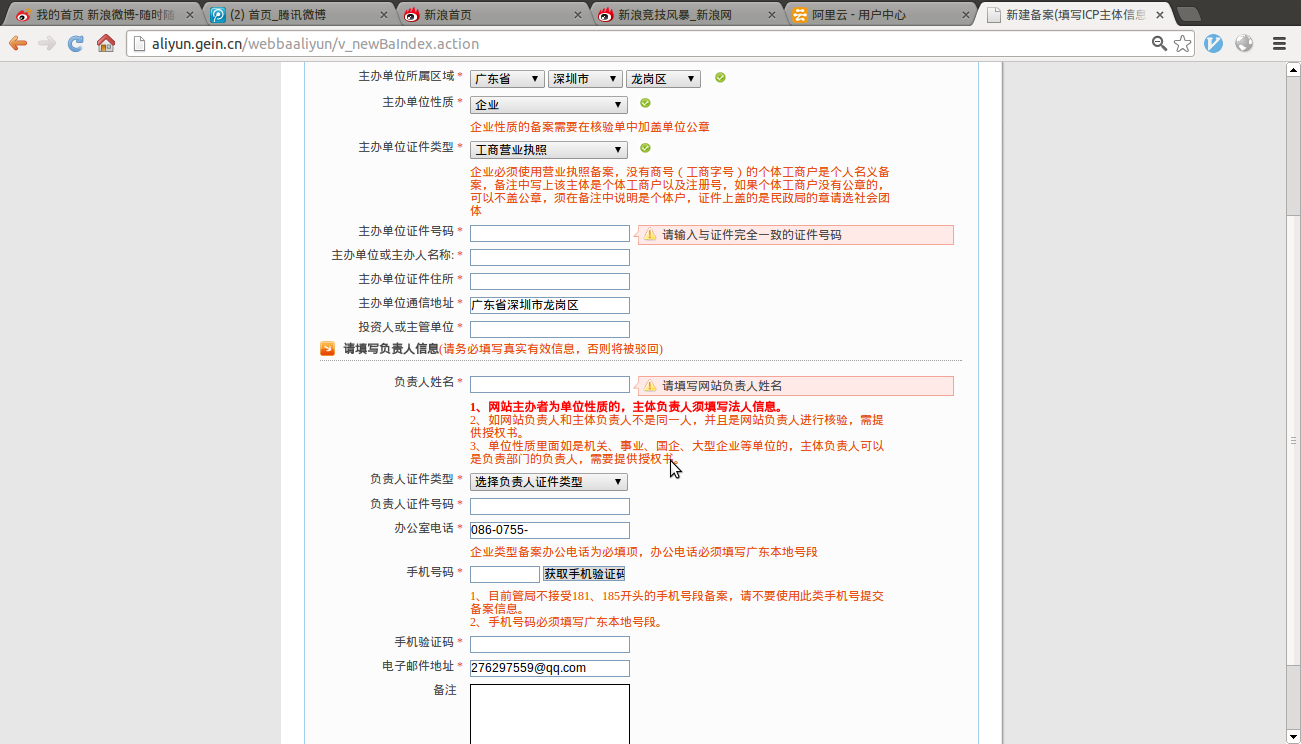 我的首页 新浪微博-随时随
(2) 首页_腾讯微博
新浪首页
新浪竞技风暴_新浪网
阿里云 - 用户中心
新建备案(填写ICP主体信息
aliyun.gein.cn/webbaaliyun/v_newBaIndex.action
主办单位所属区域 * 广东省 深圳市 龙岗区
主办单位性质 * 企业
企业性质的备案需要在核验单中加盖单位公章
主办单位证件类型 * 工商营业执照
企业必须使用营业执照备案，没有商号（工商字号）的个体工商户是个人名义备
案，备注中写上该主体是个体工商户以及注册号，如果个体工商户没有公章的，
可以不盖公章，须在备注中说明是个体户，证件上盖的是民政局的章请选社会团
体
主办单位证件号码 * 请输入与证件完全一致的证件号码
主办单位或主办人名称: *
主办单位证件住所 *
主办单位通信地址 * 广东省深圳市龙岗区
投资人或主管单位 *
请填写负责人信息(请务必填写真实有效信息，否则将被驳回)
负责人姓名 * 请填写网站负责人姓名
1、网站主办者为单位性质的，主体负责人须填写法人信息。
2、如网站负责人和主体负责人不是同一人，并且是网站负责人进行核验，需提
供授权书。
3、单位性质里面如是机关、事业、国企、大型企业等单位的，主体负责人可以
是负责部门的负责人，需要提供授权书。
负责人证件类型 * 选择负责人证件类型
负责人证件号码 *
办公室电话 * 086-0755-
企业类型备案办公电话为必填项，办公电话必须填写广东本地号段
手机号码 * 获取手机验证码
1、目前管局不接受181、185开头的手机号段备案，请不要使用此类手机号提交
备案信息。
2、手机号码必须填写广东本地号段。
手机验证码 *
电子邮件地址 * 276297559@qq.com
备注